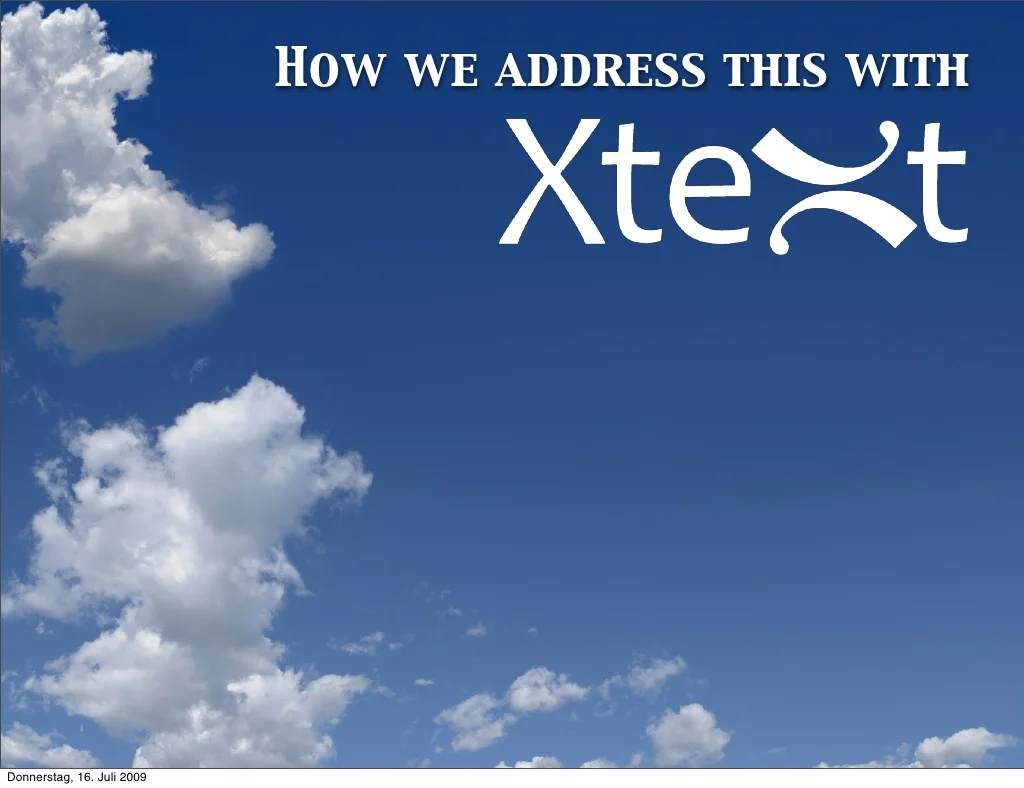 How we address this with
Xtext
Donnerstag, 16. Juli 2009